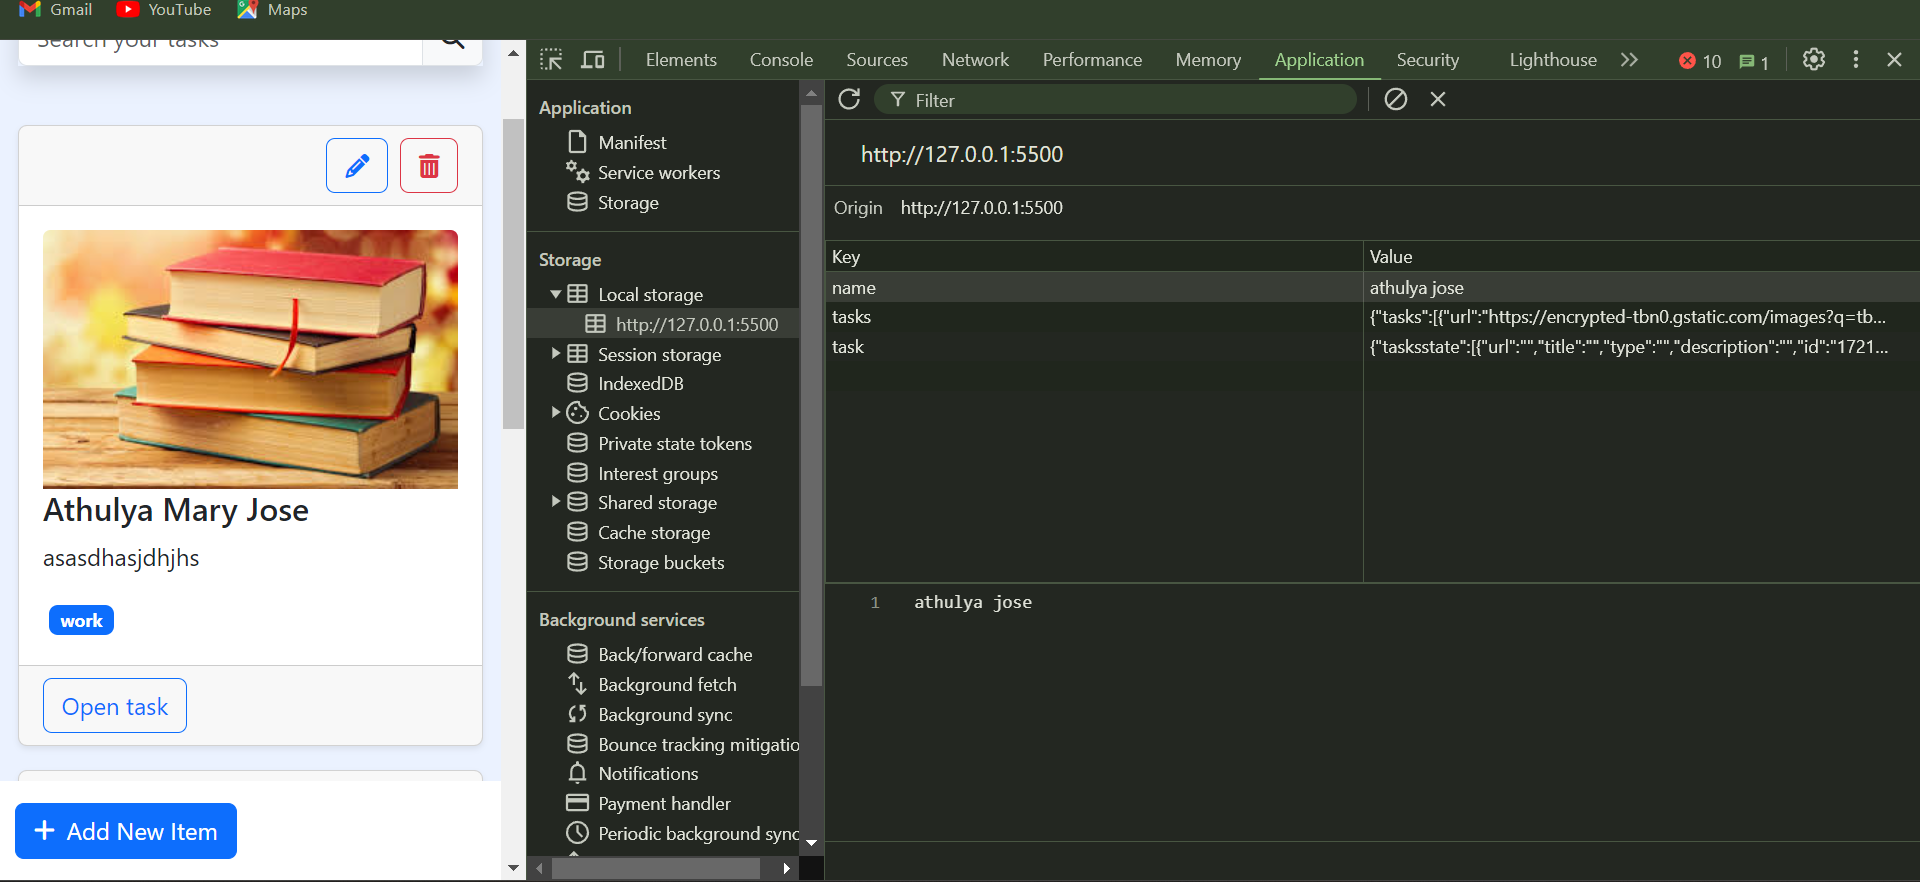 Gmail YouTube Maps
Search your tasks
Athulya Mary Jose
asasdhasjdhjhs
work
Open task
Add New Item
Elements Console Sources Network Performance Memory Application Security Lighthouse 10 1
Application
Manifest
Service workers
Storage
Storage
Local storage
http://127.0.0.1:5500
Session storage
IndexedDB
Cookies
Private state tokens
Interest groups
Shared storage
Cache storage
Storage buckets
Background services
Back/forward cache
Background fetch
Background sync
Bounce tracking mitigatio
Notifications
Payment handler
Periodic background sync
Filter
http://127.0.0.1:5500
Origin http://127.0.0.1:5500
Key Value
name athulya jose
tasks {"tasks":[{"url":"https://encrypted-tbn0.gstatic.com/images?q=tb...
task {"tasksstate":[{"url":"","title":"","type":"","description":"","id":"1721...
1 athulya jose